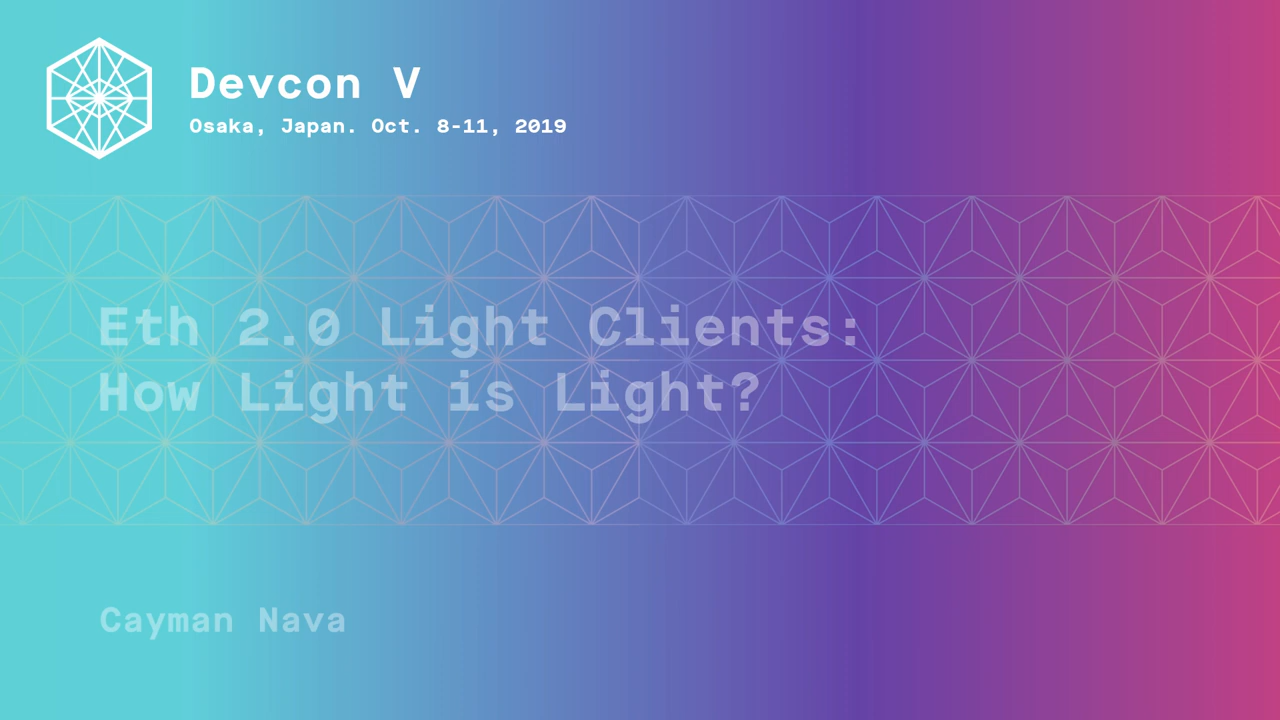 Devcon V
Osaka, Japan. Oct. 8-11, 2019
Eth 2.0 Light Clients:
How Light is Light?
Cayman Nava